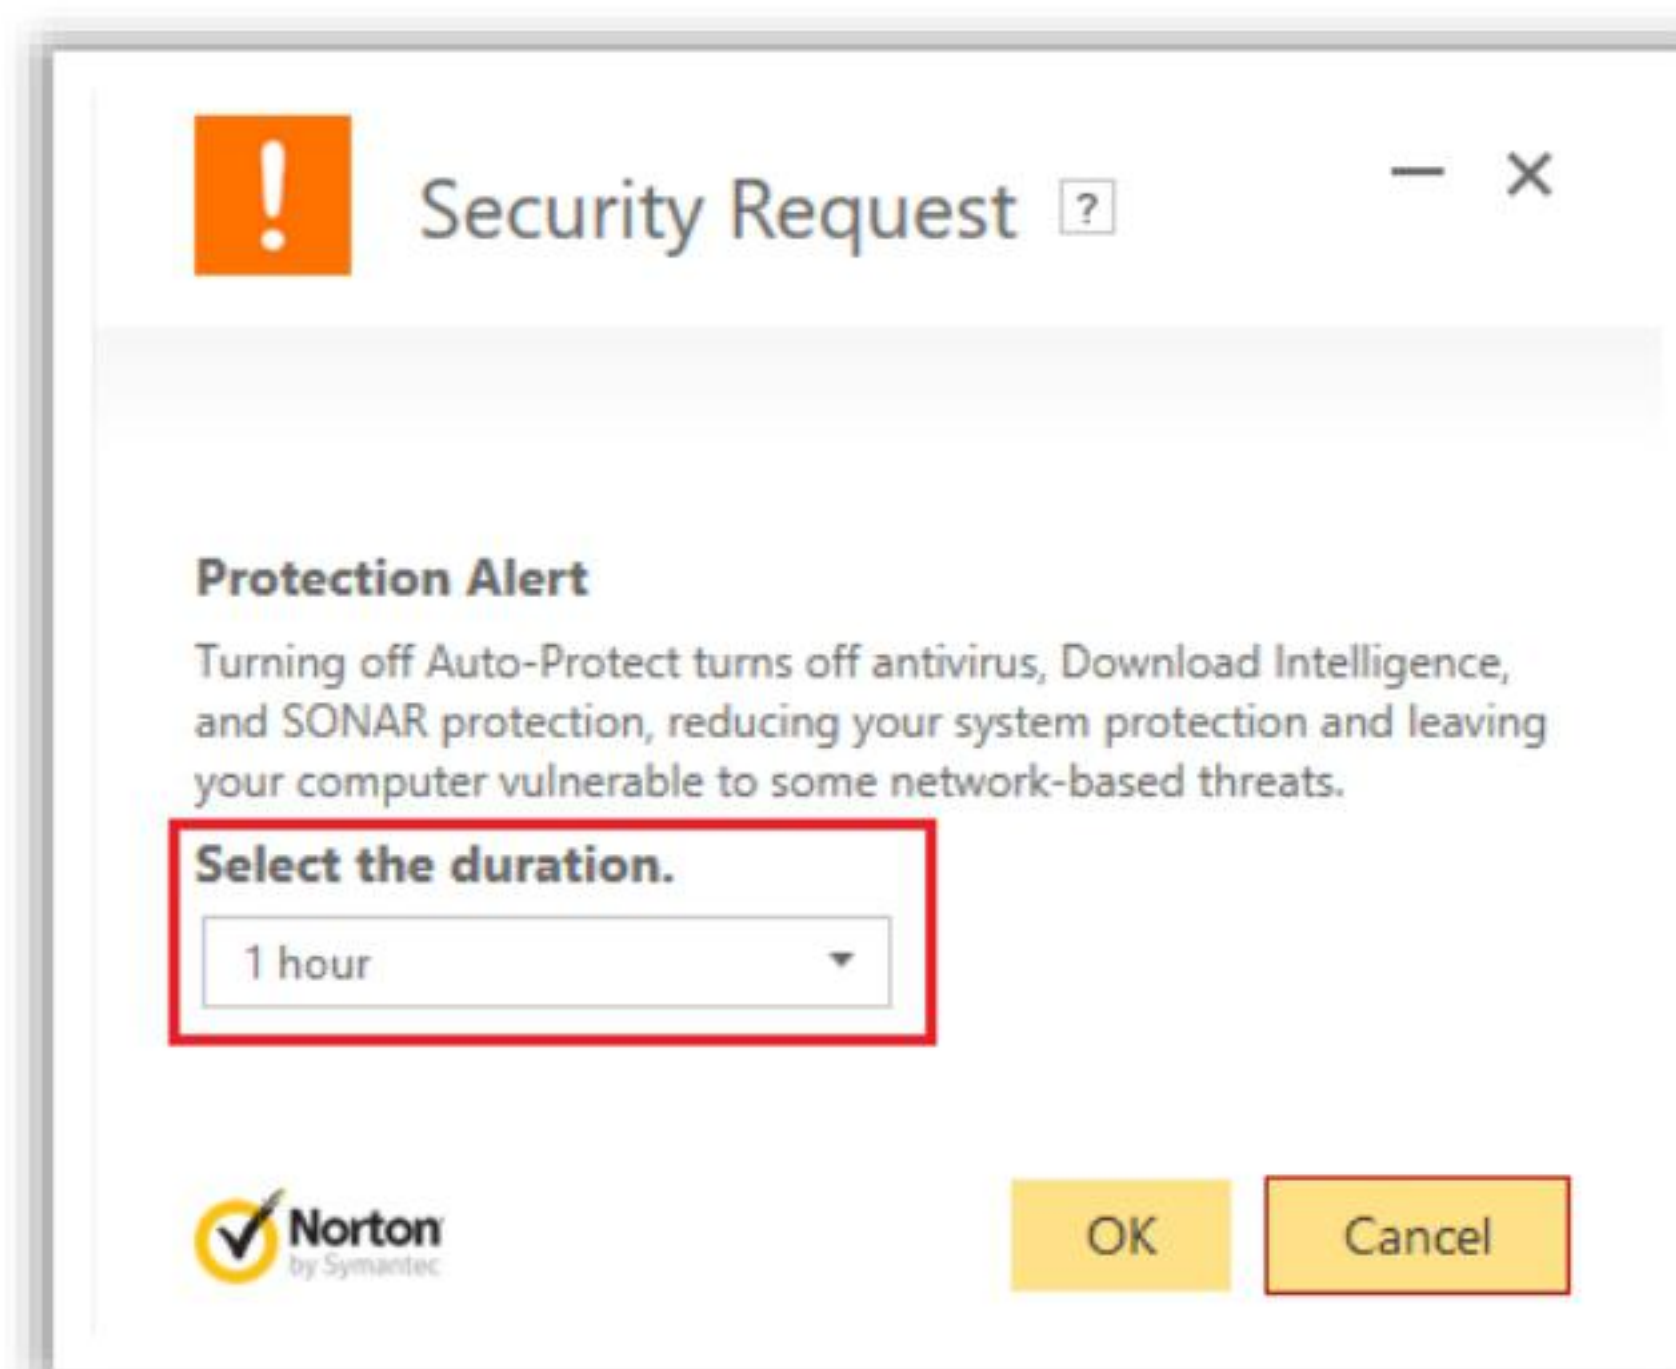 !
Security Request ?
Protection Alert
Turning off Auto-Protect turns off antivirus, Download Intelligence,
and SONAR protection, reducing your system protection and leaving
your computer vulnerable to some network-based threats.
Select the duration.
1 hour
Norton
by Symantec
OK Cancel